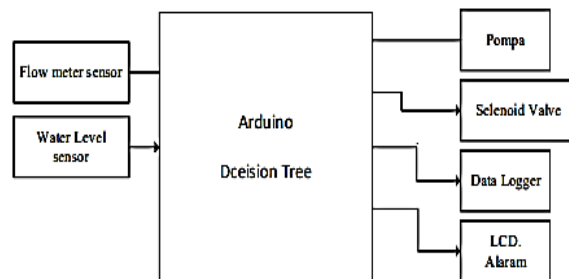 Flow meter sensor
Water Level
sensor
Arduino
Dceision Tree
Pompa
Selenoid Valve
Data Logger
LCD.
Alaram